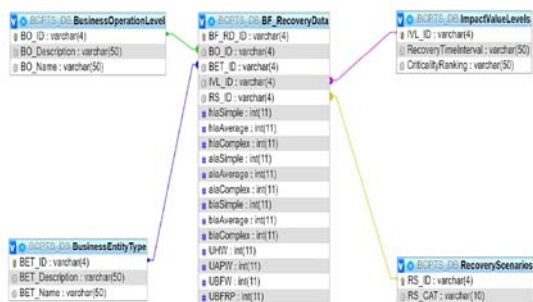 BCPTS_DB BusinessOperationLevel
BO_ID : varchar(4)
BO_Description : varchar(50)
BO_Name : varchar(50)
BCPTS_DB BusinessEntityType
BET_ID : varchar(4)
BET_Description : varchar(50)
BET_Name : varchar(50)
BCPTS_DB BF_RecoveryData
BF_RD_ID : varchar(4)
BO_ID : varchar(4)
BET_ID : varchar(4)
IVL_ID : varchar(4)
RS_ID : varchar(4)
hlaSimple : int(11)
hlaAverage : int(11)
hlaComplex : int(11)
alaSimple : int(11)
alaAverage : int(11)
alaComplex : int(11)
blaSimple : int(11)
blaAverage : int(11)
blaComplex : int(11)
UHW : int(11)
UAPW : int(11)
UBFW : int(11)
UBFRP : int(11)
BCPTS_DB ImpactValueLevels
IVL_ID : varchar(4)
RecoveryTimeInterval : varchar(50)
CriticalityRanking : varchar(50)
BCPTS_DB RecoveryScenarios
RS_ID : varchar(4)
RS_CAT : varchar(10)